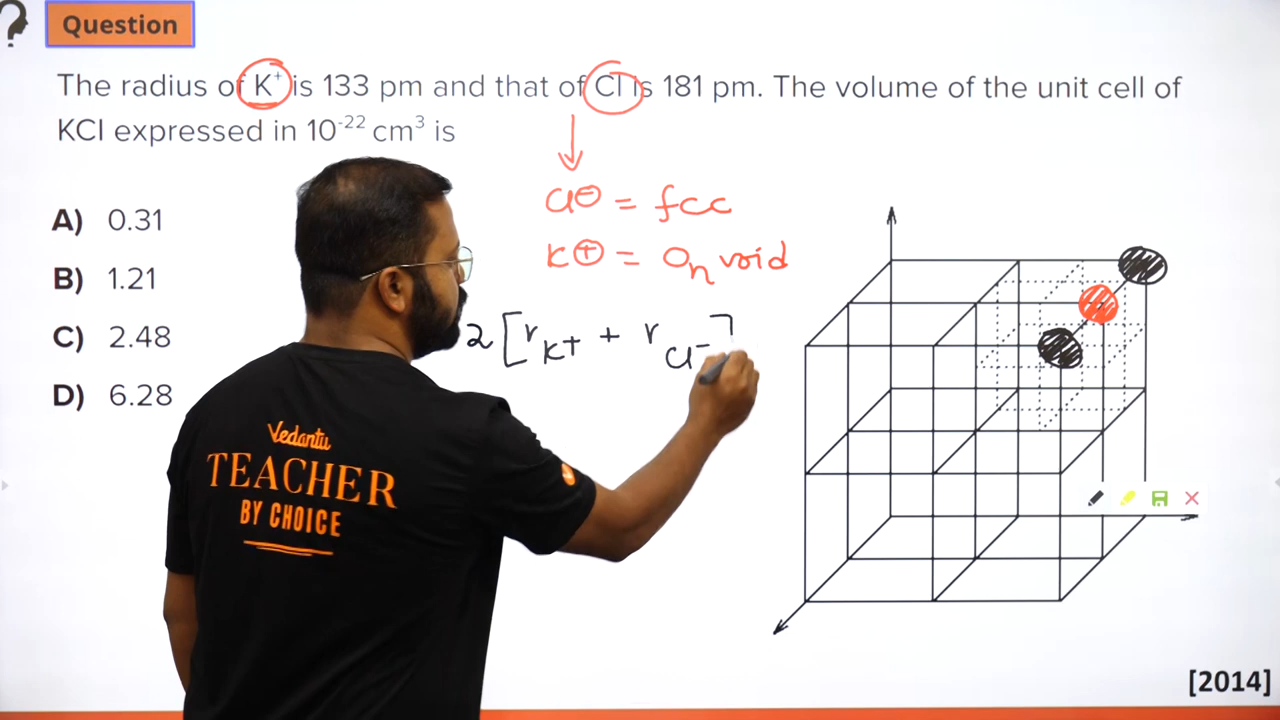 ?
Question
The radius of K⁺ is 133 pm and that of Cl is 181 pm. The volume of the unit cell of
KCl expressed in 10⁻²² cm³ is
A) 0.31
B) 1.21
C) 2.48
D) 6.28
Cl⊖ = fcc
K⊕ = Oh void
2 [rK+ + rCl-]
Vedantu
TEACHER
BY CHOICE
[2014]